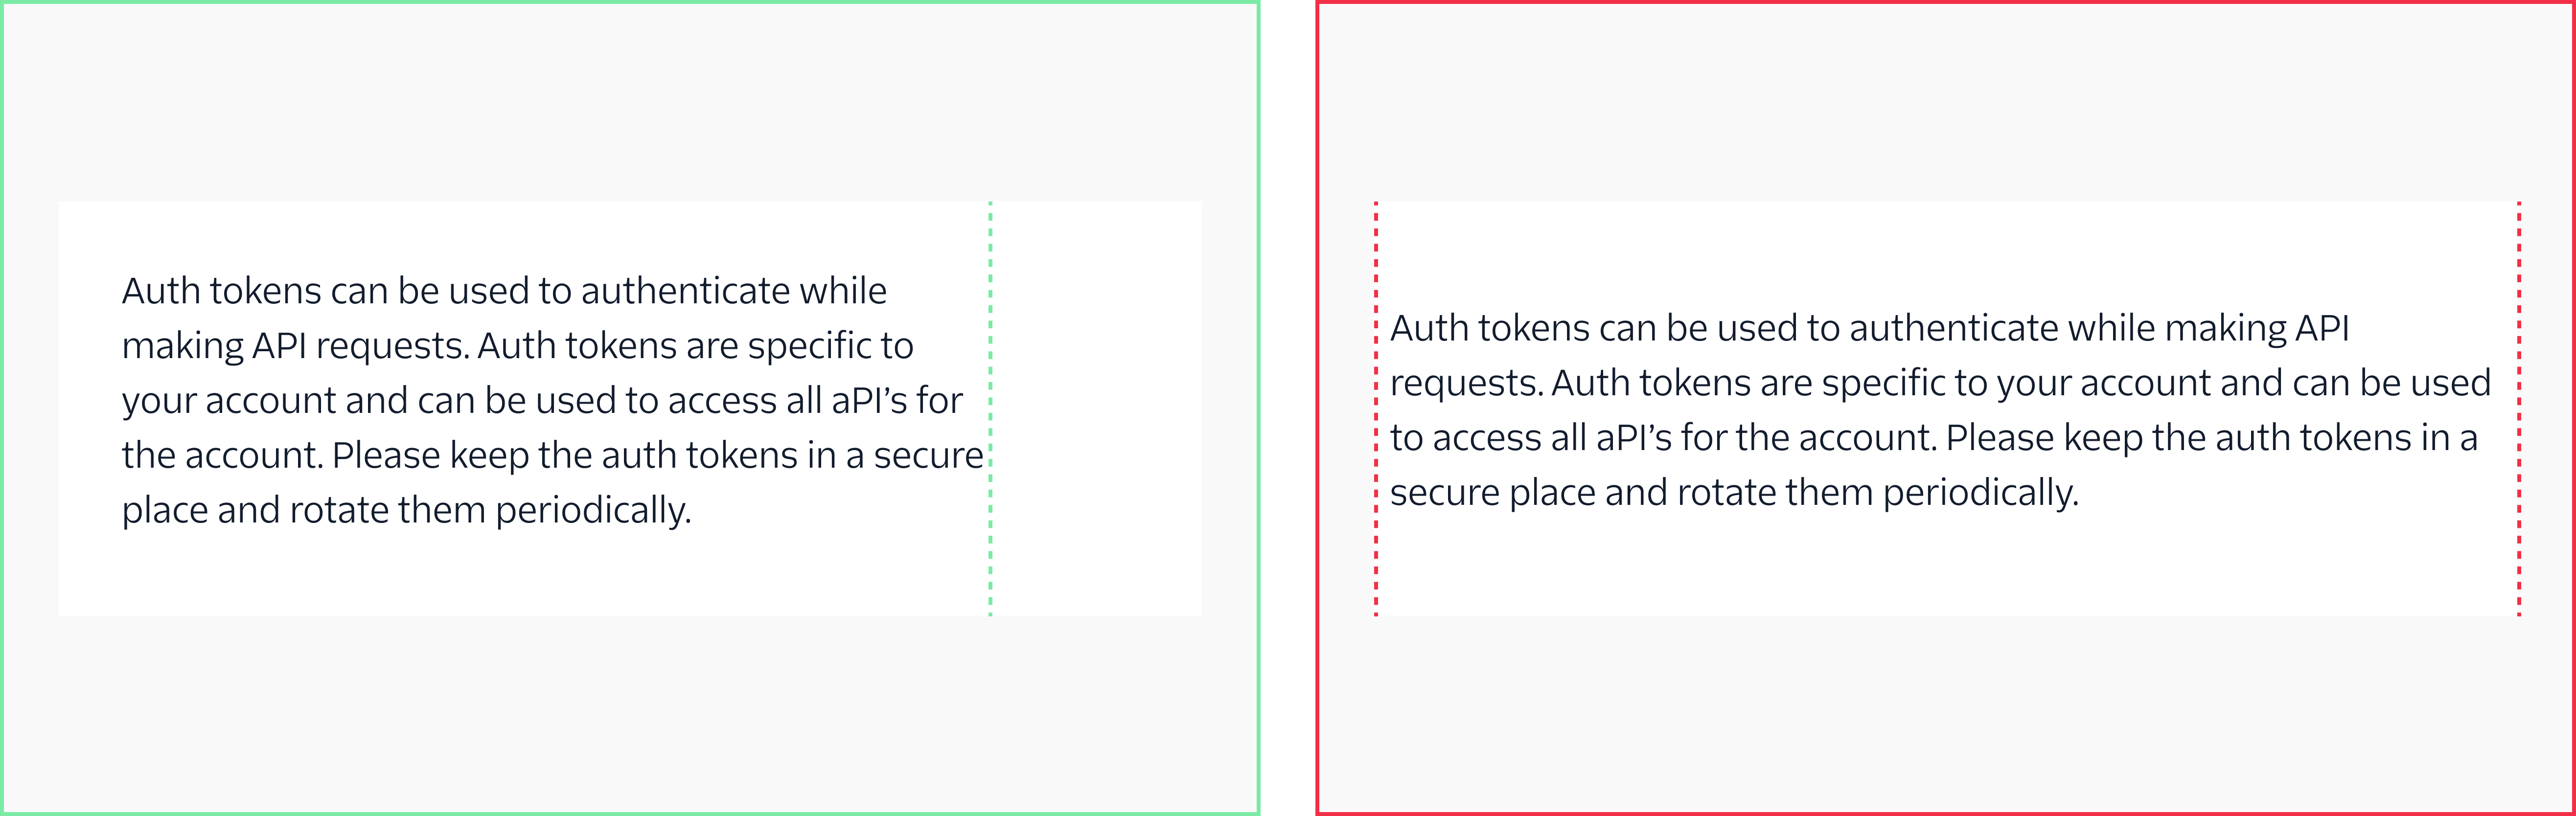 Auth tokens can be used to authenticate while
making API requests. Auth tokens are specific to
your account and can be used to access all aPI’s for
the account. Please keep the auth tokens in a secure
place and rotate them periodically.
Auth tokens can be used to authenticate while making API
requests. Auth tokens are specific to your account and can be used
to access all aPI’s for the account. Please keep the auth tokens in a
secure place and rotate them periodically.